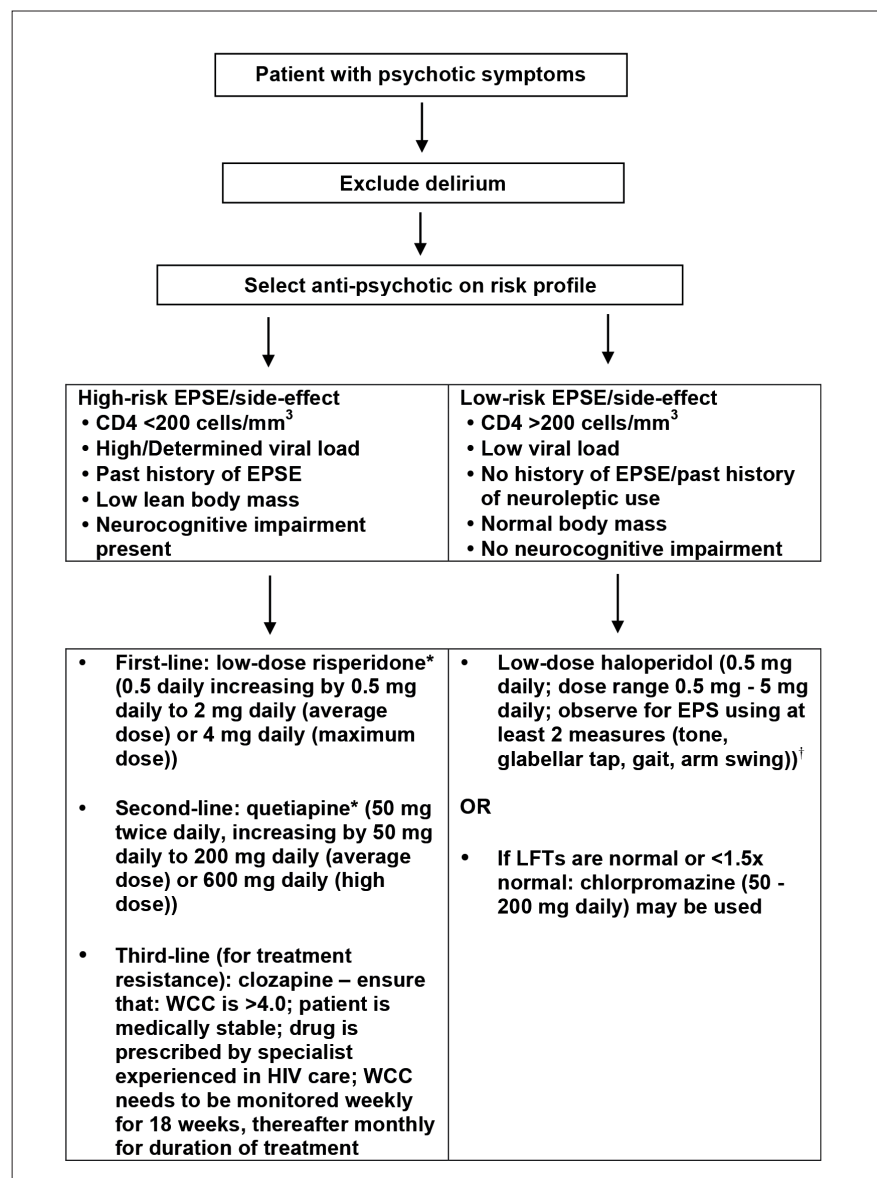 Patient with psychotic symptoms
Exclude delirium
Select anti-psychotic on risk profile
High-risk EPSE/side-effect
• CD4 <200 cells/mm³
• High/Determined viral load
• Past history of EPSE
• Low lean body mass
• Neurocognitive impairment
present
Low-risk EPSE/side-effect
• CD4 >200 cells/mm³
• Low viral load
• No history of EPSE/past history
of neuroleptic use
• Normal body mass
• No neurocognitive impairment
• First-line: low-dose risperidone*
(0.5 daily increasing by 0.5 mg
daily to 2 mg daily (average
dose) or 4 mg daily (maximum
dose))
• Second-line: quetiapine* (50 mg
twice daily, increasing by 50 mg
daily to 200 mg daily (average
dose) or 600 mg daily (high
dose))
• Third-line (for treatment
resistance): clozapine – ensure
that: WCC is >4.0; patient is
medically stable; drug is
prescribed by specialist
experienced in HIV care; WCC
needs to be monitored weekly
for 18 weeks, thereafter monthly
for duration of treatment
• Low-dose haloperidol (0.5 mg
daily; dose range 0.5 mg - 5 mg
daily; observe for EPS using at
least 2 measures (tone,
glabellar tap, gait, arm swing))†
OR
• If LFTs are normal or <1.5x
normal: chlorpromazine (50 -
200 mg daily) may be used